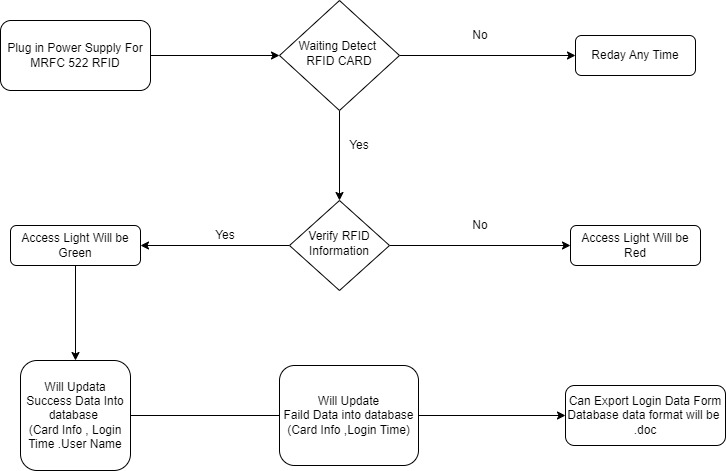 Plug in Power Supply For
MRFC 522 RFID
Waiting Detect
RFID CARD
No
Reday Any Time
Yes
Verify RFID
Information
Yes
Access Light Will be
Green
No
Access Light Will be
Red
Will Updata
Success Data Into
database
(Card Info , Login
Time .User Name
Will Update
Faild Data into database
(Card Info ,Login Time)
Can Export Login Data Form
Database data format will be
.doc